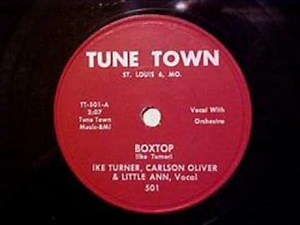 TUNE TOWN
ST. LOUIS 6, MO.
TT-501-A
2:07
Tune Town
Music-BMI
Vocal With
Orchestra
BOXTOP
(Ike Turner)
IKE TURNER, CARLSON OLIVER
& LITTLE ANN, Vocal
501